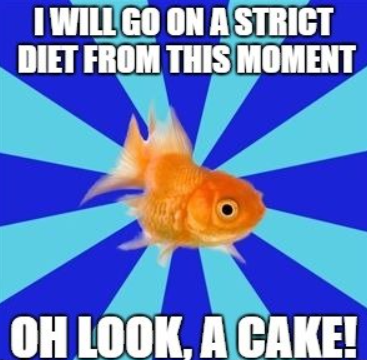 I WILL GO ON A STRICT
DIET FROM THIS MOMENT
OH LOOK, A CAKE!